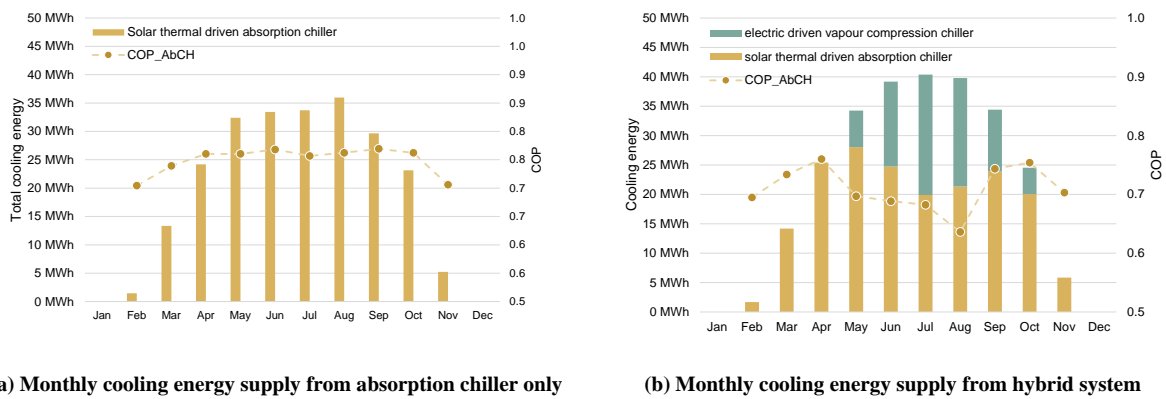 50 MWh
45 MWh
40 MWh
35 MWh
30 MWh
25 MWh
20 MWh
15 MWh
10 MWh
5 MWh
0 MWh
Total cooling energy
Solar thermal driven absorption chiller
COP_AbCH
1.0
1.0
0.9
0.9
0.8
0.8
0.7
0.7
0.6
0.6
0.5
COP
Jan Feb Mar Apr May Jun Jul Aug Sep Oct Nov Dec
a) Monthly cooling energy supply from absorption chiller only
50 MWh
45 MWh
40 MWh
35 MWh
30 MWh
25 MWh
20 MWh
15 MWh
10 MWh
5 MWh
0 MWh
Cooling energy
electric driven vapour compression chiller
solar thermal driven absorption chiller
COP_AbCH
1.0
0.9
0.8
0.7
0.6
0.5
COP
Jan Feb Mar Apr May Jun Jul Aug Sep Oct Nov Dec
(b) Monthly cooling energy supply from hybrid system